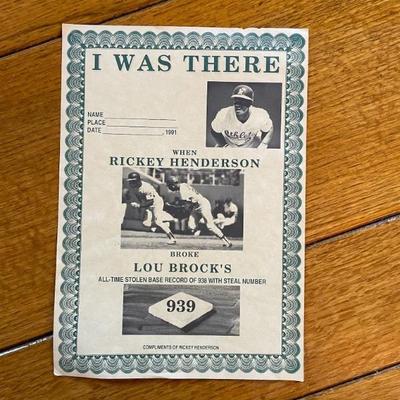 I WAS THERE
NAME
PLACE
DATE , 1991
Athletics
WHEN
RICKEY HENDERSON
BROKE
LOU BROCK'S
ALL-TIME STOLEN BASE RECORD OF 938 WITH STEAL NUMBER
939
COMPLIMENTS OF RICKEY HENDERSON